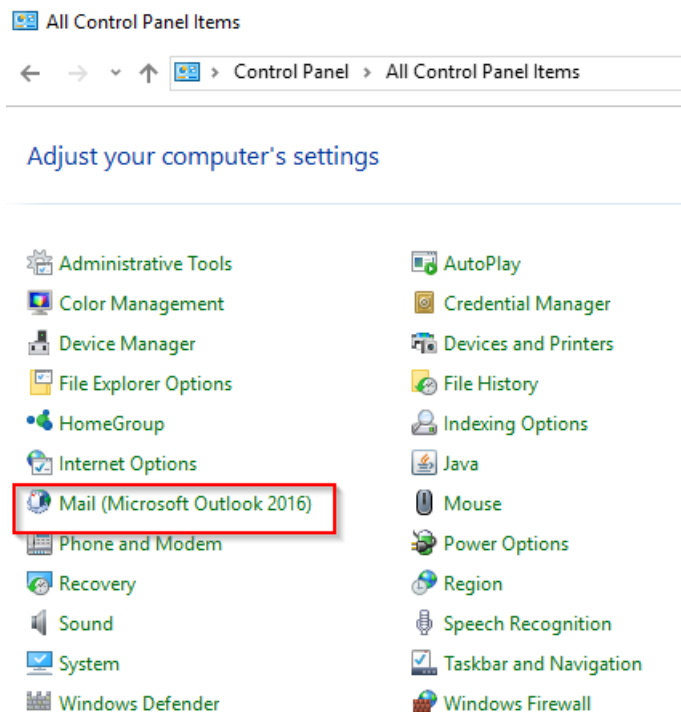 All Control Panel Items
Control Panel > All Control Panel Items
Adjust your computer's settings
Administrative Tools
AutoPlay
Color Management
Credential Manager
Device Manager
Devices and Printers
File Explorer Options
File History
HomeGroup
Indexing Options
Internet Options
Java
Mail (Microsoft Outlook 2016)
Mouse
Phone and Modem
Power Options
Recovery
Region
Sound
Speech Recognition
System
Taskbar and Navigation
Windows Defender
Windows Firewall